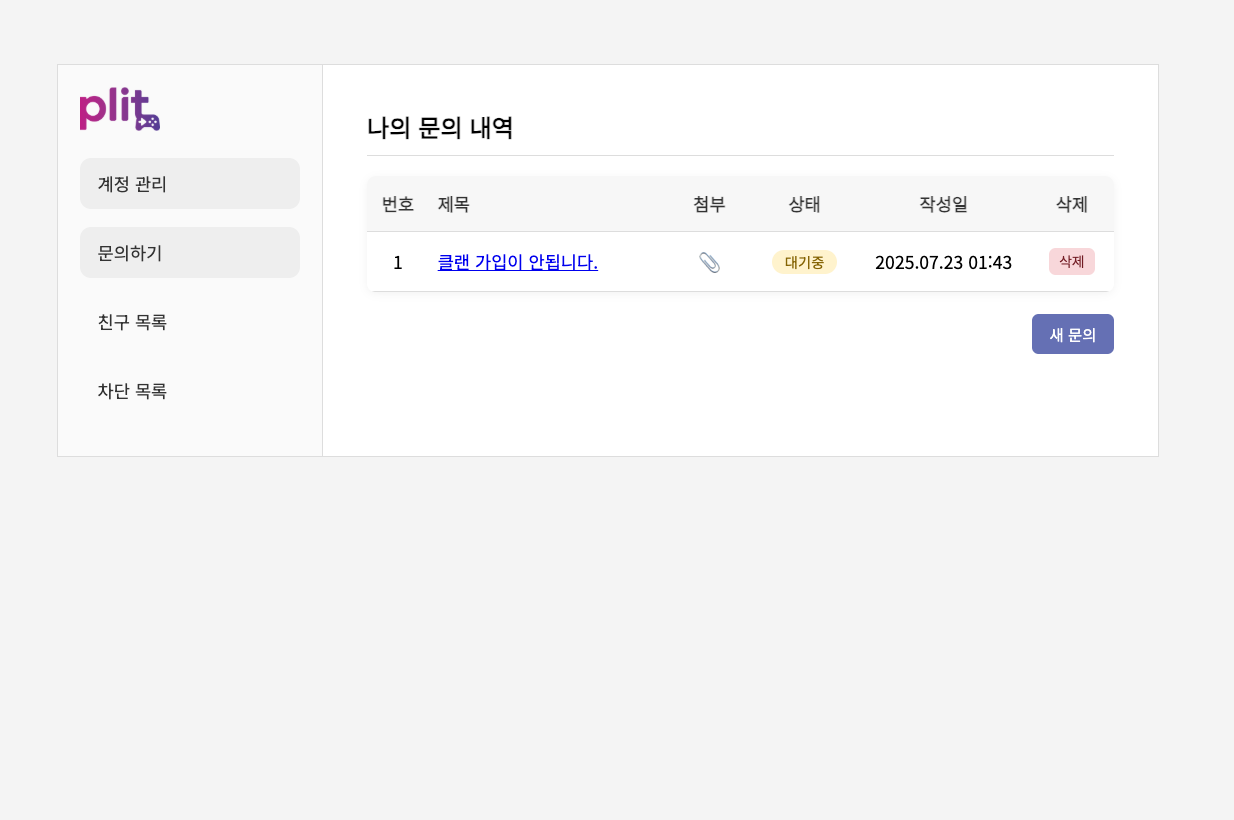 plit
계정 관리
문의하기
친구 목록
차단 목록
나의 문의 내역
번호 제목 첨부 상태 작성일 삭제
1 클랜 가입이 안됩니다. 대기중 2025.07.23 01:43 삭제
새 문의